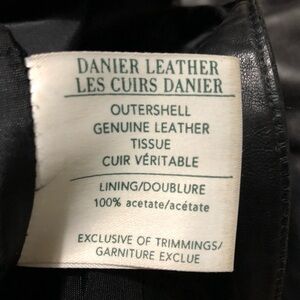 DANIER LEATHER
LES CUIRS DANIER
OUTERSHELL
GENUINE LEATHER
TISSUE
CUIR VÉRITABLE
LINING/DOUBLURE
100% acetate/acétate
EXCLUSIVE OF TRIMMINGS/
GARNITURE EXCLUE